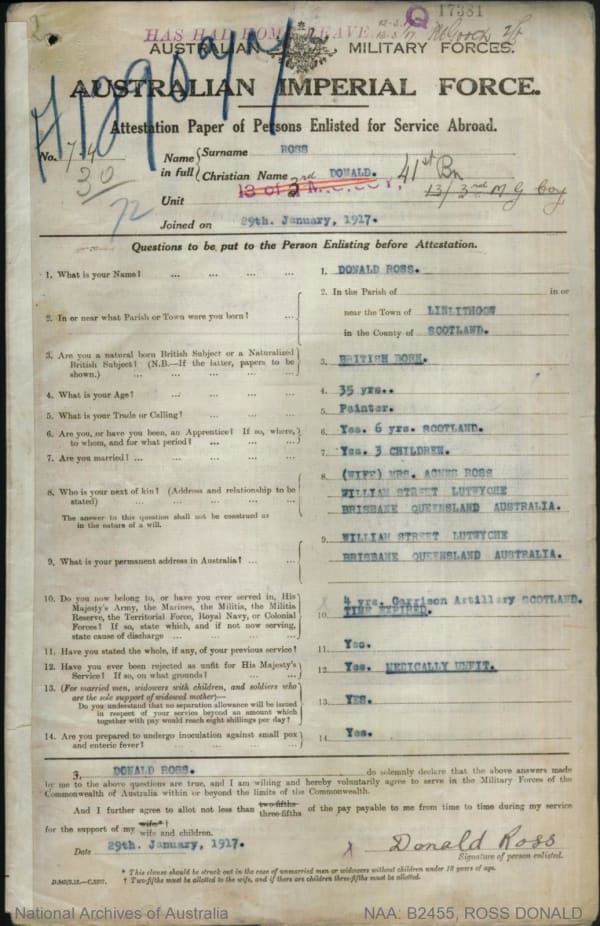 17381
HAS HAD HOME LEAVE
AUSTRALIAN MILITARY FORCES.
AUSTRALIAN IMPERIAL FORCE.
Attestation Paper of Persons Enlisted for Service Abroad.
No.
30
72
Name in full
Surname ROSS
Christian Name DONALD.
41st Bn
13/3rd M G Coy
Unit
Joined on 29th. January, 1917.
Questions to be put to the Person Enlisting before Attestation.
1. What is your Name? ... ... ... ...
1. DONALD ROSS.
2. In or near what Parish or Town were you born? ...
2. In the Parish of in or
near the Town of LINLITHGOW
in the County of SCOTLAND.
3. Are you a natural born British Subject or a Naturalized
British Subject? (N.B.—If the latter, papers to be
shown.) ... ... ... ... ...
3. BRITISH BORN.
4. What is your Age? ... ... ... ...
4. 35 yrs..
5. What is your Trade or Calling? ... ... ...
5. Painter.
6. Are you, or have you been, an Apprentice? If so, where,
to whom, and for what period? ... ... ...
6. Yes. 6 yrs. SCOTLAND.
7. Are you married? ... ... ... ... ...
7. Yes. 3 CHILDREN.
8. Who is your next of kin? (Address and relationship to be
stated) ... ... ... ... ...
The answer to this question shall not be construed as
in the nature of a will.
8. (WIFE) MRS. AGNES ROSS
WILLIAM STREET LUTWYCHE
BRISBANE QUEENSLAND AUSTRALIA.
9. What is your permanent address in Australia? ... ...
9. WILLIAM STREET LUTWYCHE
BRISBANE QUEENSLAND AUSTRALIA.
10. Do you now belong to, or have you ever served in, His
Majesty's Army, the Marines, the Militia, the Militia
Reserve, the Territorial Force, Royal Navy, or Colonial
Forces? If so, state which, and if not now serving,
state cause of discharge ... ... ... ...
10. 4 yrs. Garrison Artillery SCOTLAND.
TIME EXPIRED.
11. Have you stated the whole, if any, of your previous service?
11. Yes.
12. Have you ever been rejected as unfit for His Majesty's
Service? If so, on what grounds? ... ...
12. Yes. MEDICALLY UNFIT.
13. (For married men, widowers with children, and soldiers who
are the sole support of widowed mother)—
Do you understand that no separation allowance will be issued
in respect of your service beyond an amount which
together with pay would reach eight shillings per day?
13. YES.
14. Are you prepared to undergo inoculation against small pox
and enteric fever? ... ... ... ...
14. Yes.
I, DONALD ROSS. do solemnly declare that the above answers made
by me to the above questions are true, and I am willing and hereby voluntarily agree to serve in the Military Forces of the
Commonwealth of Australia within or beyond the limits of the Commonwealth.
And I further agree to allot not less than two-fifths three-fifths of the pay payable to me from time to time during my service
for the support of my wife*† wife and children.
Date 29th. January, 1917.
Donald Ross
Signature of person enlisted.
* This clause should be struck out in the case of unmarried men or widowers without children under 18 years of age.
† Two-fifths must be allotted to the wife, and if there are children three-fifths must be allotted.
National Archives of Australia
NAA: B2455, ROSS DONALD